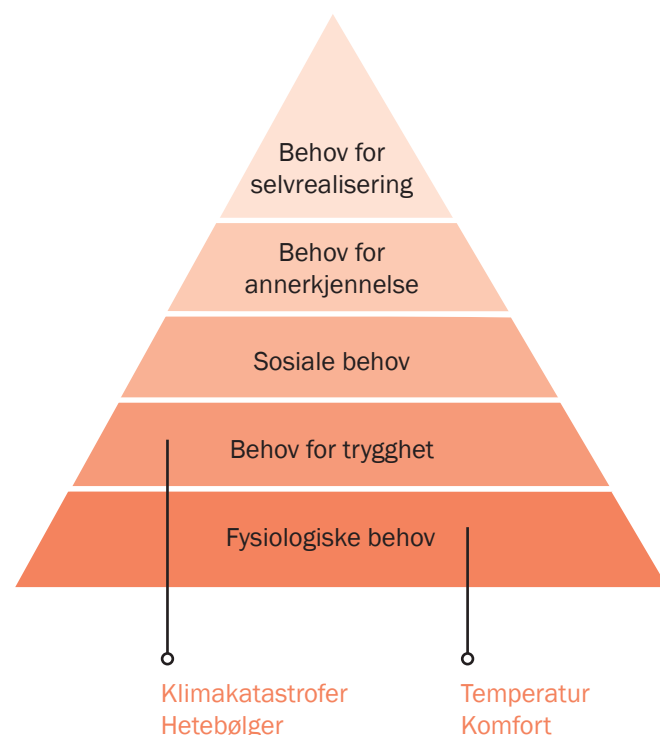 Behov for
selvrealisering
Behov for
annerkjennelse
Sosiale behov
Behov for trygghet
Fysiologiske behov
Klimakatastrofer
Hetebølger
Temperatur
Komfort